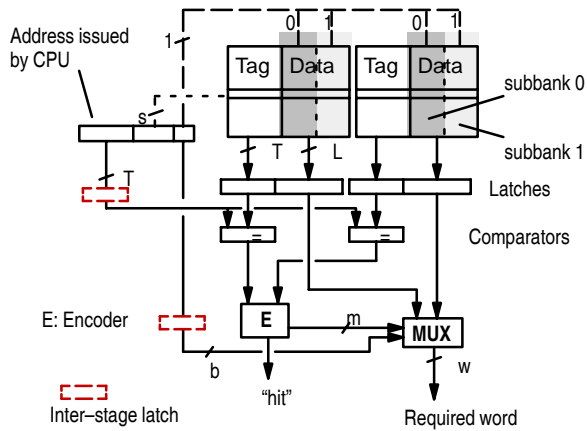 0 1 0 1
Address issued
by CPU
1
Tag Data Tag Data
subbank 0
s
subbank 1
T L
T
Latches
= =
Comparators
E: Encoder
E
m
MUX
b
w
"hit"
Inter–stage latch
Required word